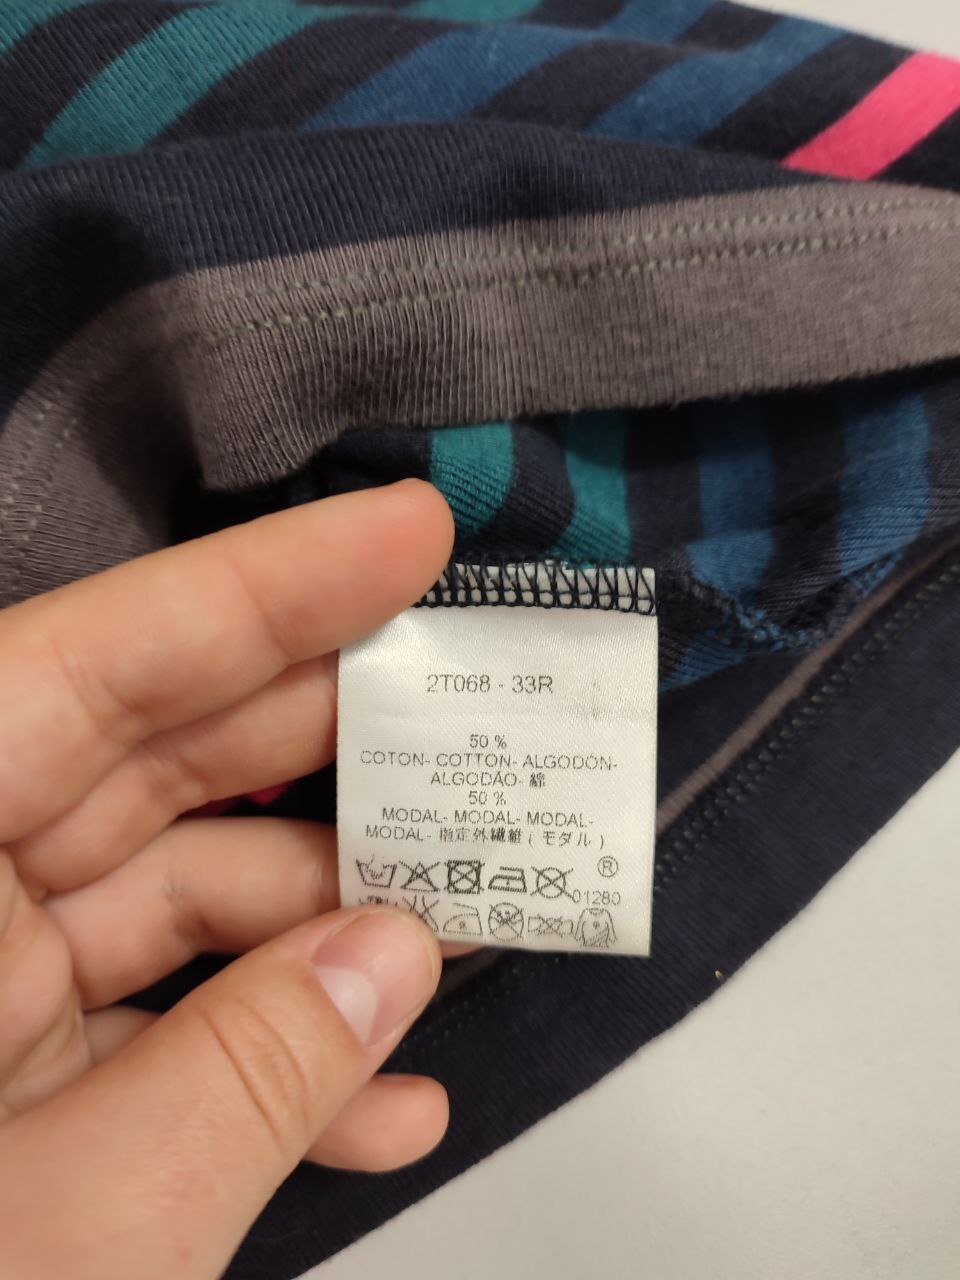 2T068 - 33R
50 %
COTON- COTTON- ALGODÓN-
ALGODÃO- 綿
50 %
MODAL- MODAL- MODAL-
MODAL- 指定外繊維 ( モダル )
®
01280